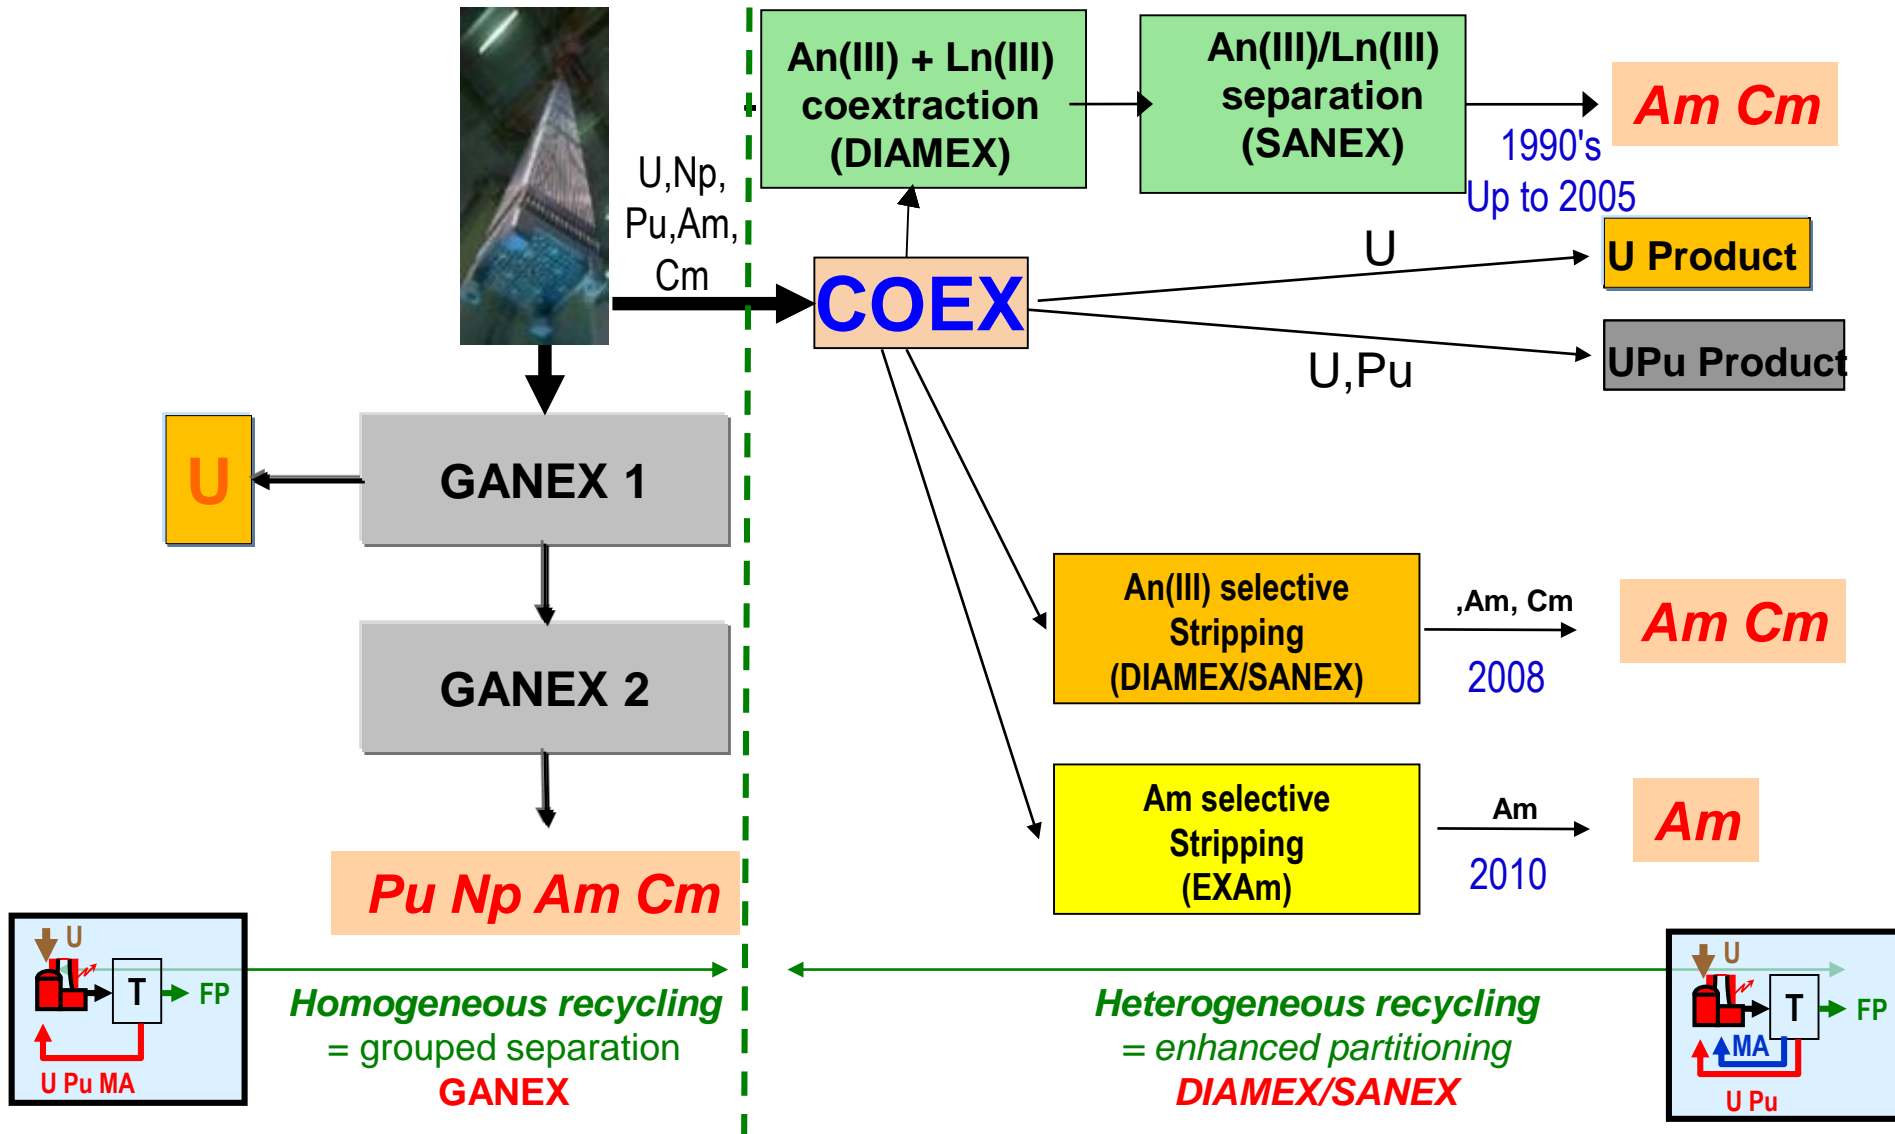 An(III) + Ln(III)
coextraction
(DIAMEX)
An(III)/Ln(III)
separation
(SANEX)
Am Cm
1990's
Up to 2005
U,Np,
Pu,Am,
Cm
COEX
U
U Product
U,Pu
UPu Product
U
GANEX 1
GANEX 2
Pu Np Am Cm
An(III) selective
Stripping
(DIAMEX/SANEX)
,Am, Cm
2008
Am Cm
Am selective
Stripping
(EXAm)
Am
2010
Am
U
T
FP
U Pu MA
Homogeneous recycling
= grouped separation
GANEX
Heterogeneous recycling
= enhanced partitioning
DIAMEX/SANEX
U
T
FP
MA
U Pu